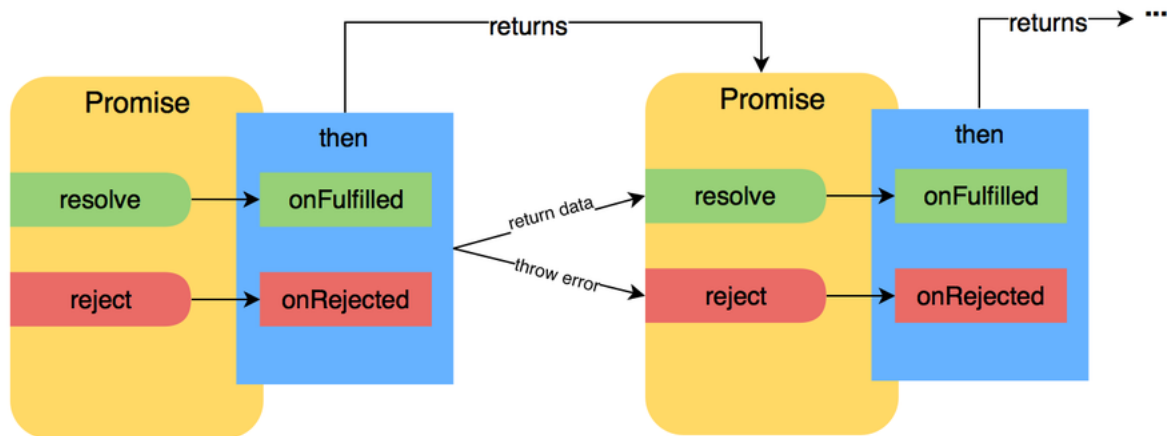 returns
returns
...
Promise
then
resolve
onFulfilled
reject
onRejected
return data
throw error
Promise
then
resolve
onFulfilled
reject
onRejected